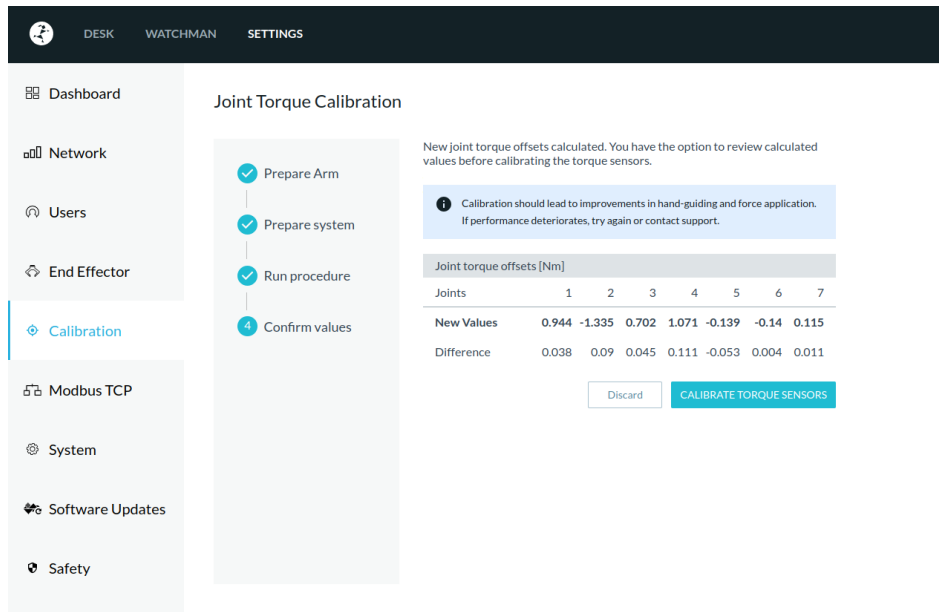 DESK WATCHMAN SETTINGS
Dashboard
Network
Users
End Effector
Calibration
Modbus TCP
System
Software Updates
Safety
Joint Torque Calibration
Prepare Arm
Prepare system
Run procedure
4 Confirm values
New joint torque offsets calculated. You have the option to review calculated
values before calibrating the torque sensors.
Calibration should lead to improvements in hand-guiding and force application.
If performance deteriorates, try again or contact support.
Joint torque offsets [Nm]
Joints 1 2 3 4 5 6 7
New Values 0.944 -1.335 0.702 1.071 -0.139 -0.14 0.115
Difference 0.038 0.09 0.045 0.111 -0.053 0.004 0.011
Discard CALIBRATE TORQUE SENSORS